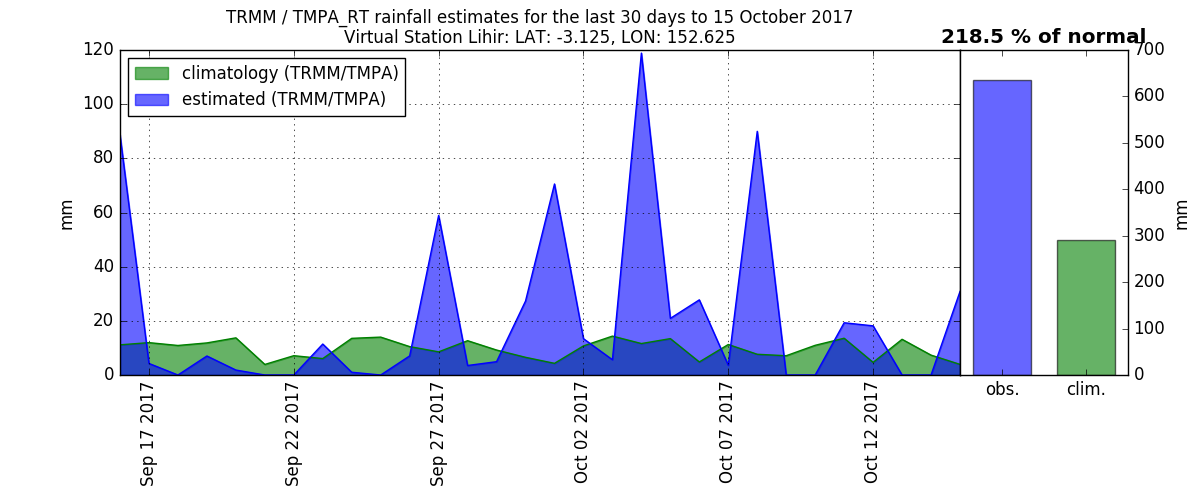 TRMM / TMPA_RT rainfall estimates for the last 30 days to 15 October 2017
Virtual Station Lihir: LAT: -3.125, LON: 152.625
218.5 % of normal
climatology (TRMM/TMPA)
estimated (TRMM/TMPA)
mm
120
100
80
60
40
20
0
Sep 17 2017
Sep 22 2017
Sep 27 2017
Oct 02 2017
Oct 07 2017
Oct 12 2017
obs.
clim.
700
600
500
400
300
200
100
0
mm